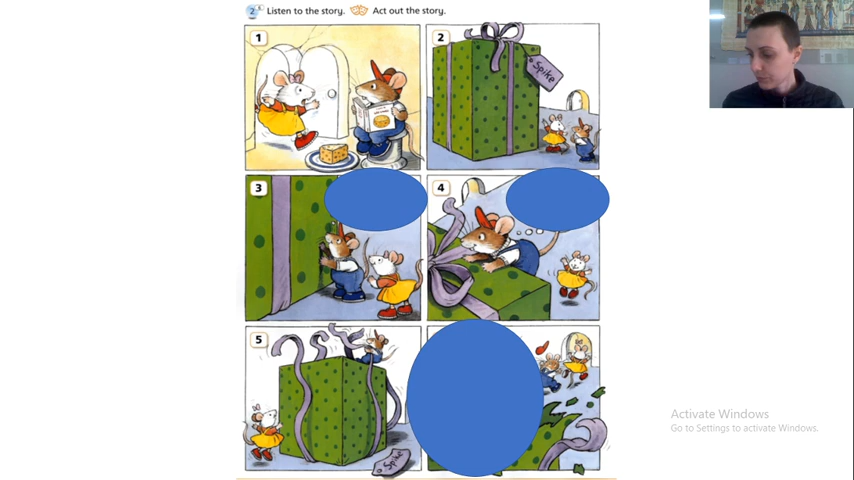 2 Listen to the story. Act out the story.
1
2
Spike
3
4
5
Spike
Activate Windows
Go to Settings to activate Windows.